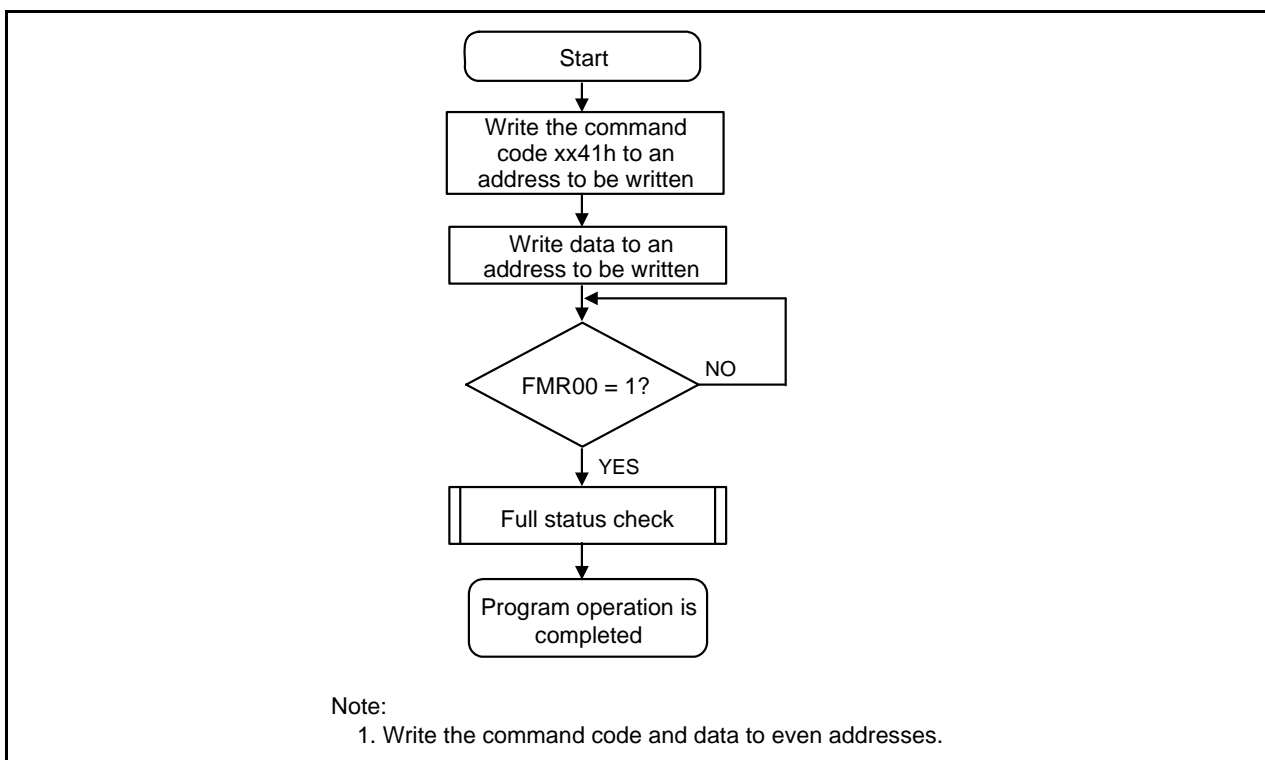 Start
Write the command
code xx41h to an
address to be written
Write data to an
address to be written
FMR00 = 1?
NO
YES
Full status check
Program operation is
completed
Note:
1. Write the command code and data to even addresses.